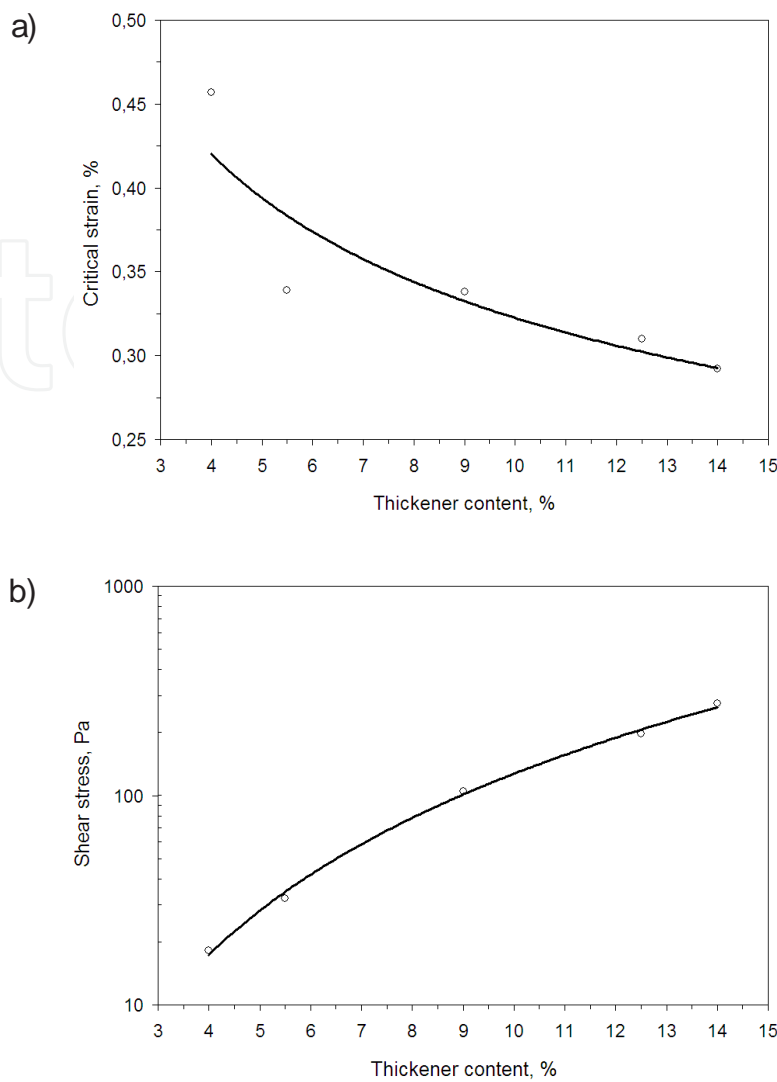 a)
0,50
0,45
0,40
0,35
0,30
0,25
Critical strain, %
3 4 5 6 7 8 9 10 11 12 13 14 15
Thickener content, %
b)
1000
100
10
Shear stress, Pa
3 4 5 6 7 8 9 10 11 12 13 14 15
Thickener content, %